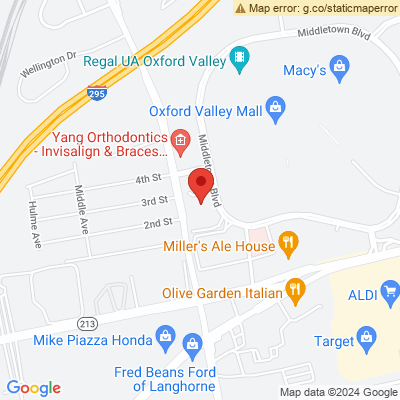 Map error: g.co/staticmaperror
Middletown Blvd
Wellington Dr
Regal UA Oxford Valley
Macy's
295
Oxford Valley Mall
Yang Orthodontics
- Invisalign & Braces...
Middletown Blvd
4th St
3rd St
2nd St
Middle Ave
Hulme Ave
Miller's Ale House
Olive Garden Italian
ALDI
213
Mike Piazza Honda
Target
Fred Beans Ford
of Langhorne
Google
Map data ©2024 Google